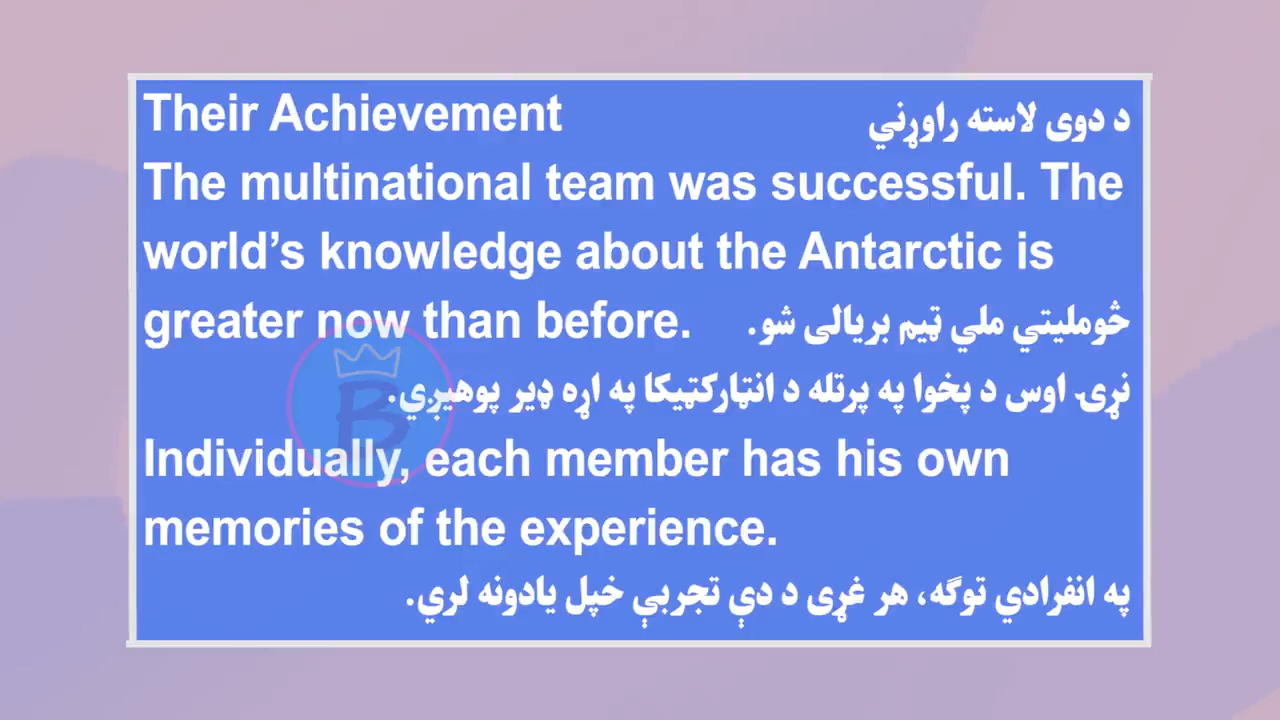 Their Achievement د دوی لاسته راوړني
The multinational team was successful. The
world’s knowledge about the Antarctic is
greater now than before. څوملیتي ملي ټیم بریالی شو.
نړۍ اوس د پخوا په پرتله د انټارکټیکا په اړه ډیر پوهیږي.
Individually, each member has his own
memories of the experience.
په انفرادي توګه، هر غړی د دې تجربې خپل یادونه لري.
B